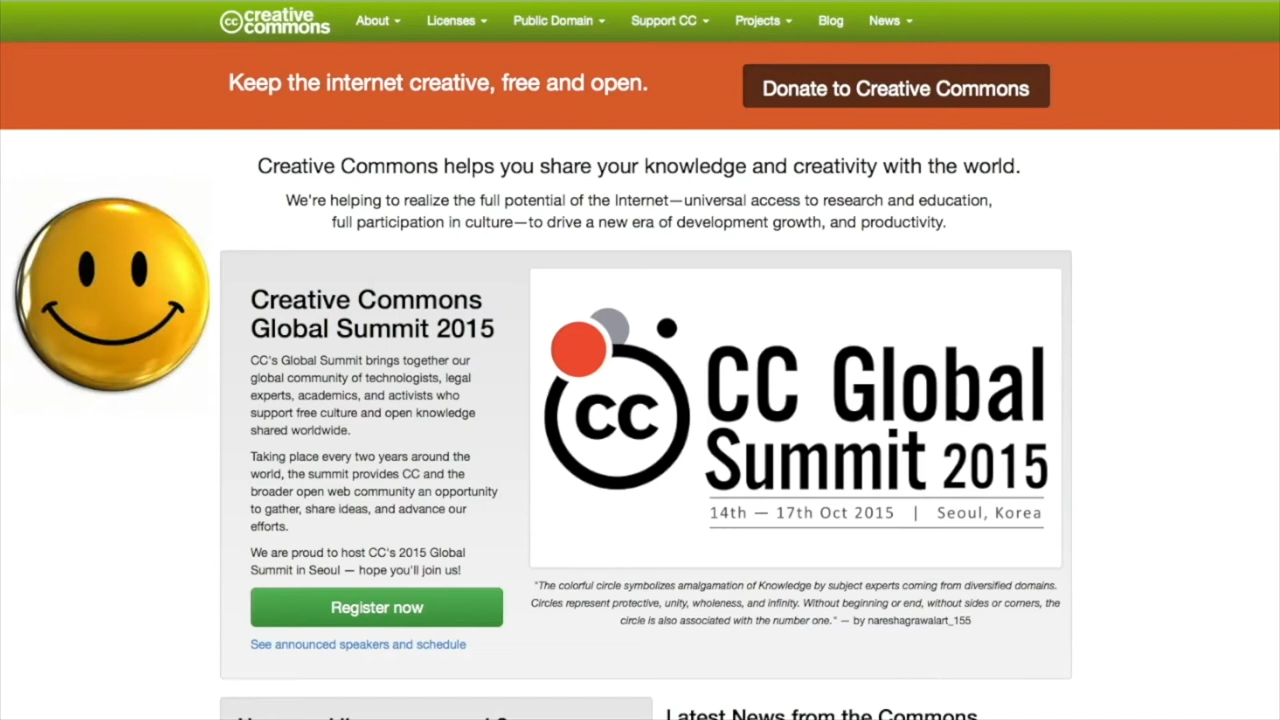 cc creative commons
About Licenses Public Domain Support CC Projects Blog News
Keep the internet creative, free and open.
Donate to Creative Commons
Creative Commons helps you share your knowledge and creativity with the world.
We're helping to realize the full potential of the Internet—universal access to research and education,
full participation in culture—to drive a new era of development growth, and productivity.
Creative Commons
Global Summit 2015
CC's Global Summit brings together our
global community of technologists, legal
experts, academics, and activists who
support free culture and open knowledge
shared worldwide.
Taking place every two years around the
world, the summit provides CC and the
broader open web community an opportunity
to gather, share ideas, and advance our
efforts.
We are proud to host CC's 2015 Global
Summit in Seoul — hope you'll join us!
Register now
See announced speakers and schedule
cc
CC Global
Summit 2015
14th — 17th Oct 2015 | Seoul, Korea
"The colorful circle symbolizes amalgamation of Knowledge by subject experts coming from diversified domains.
Circles represent protective, unity, wholeness, and infinity. Without beginning or end, without sides or corners, the
circle is also associated with the number one." — by nareshagrawalart_155
Latest News from the Commons